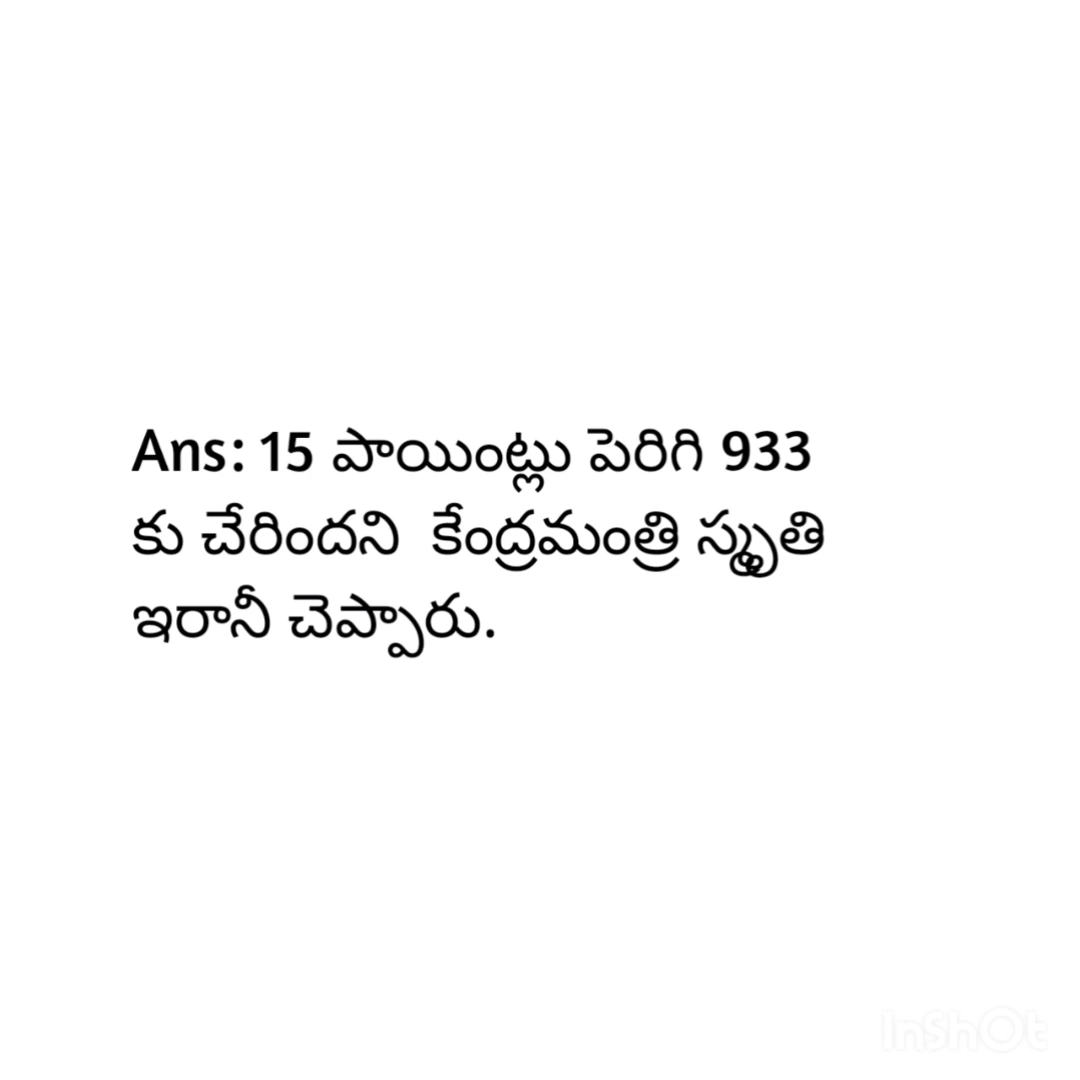 Ans: 15 పాయింట్లు పెరిగి 933
కు చేరిందని  కేంద్రమంత్రి స్మృతి
ఇరానీ చెప్పారు.
InShOt